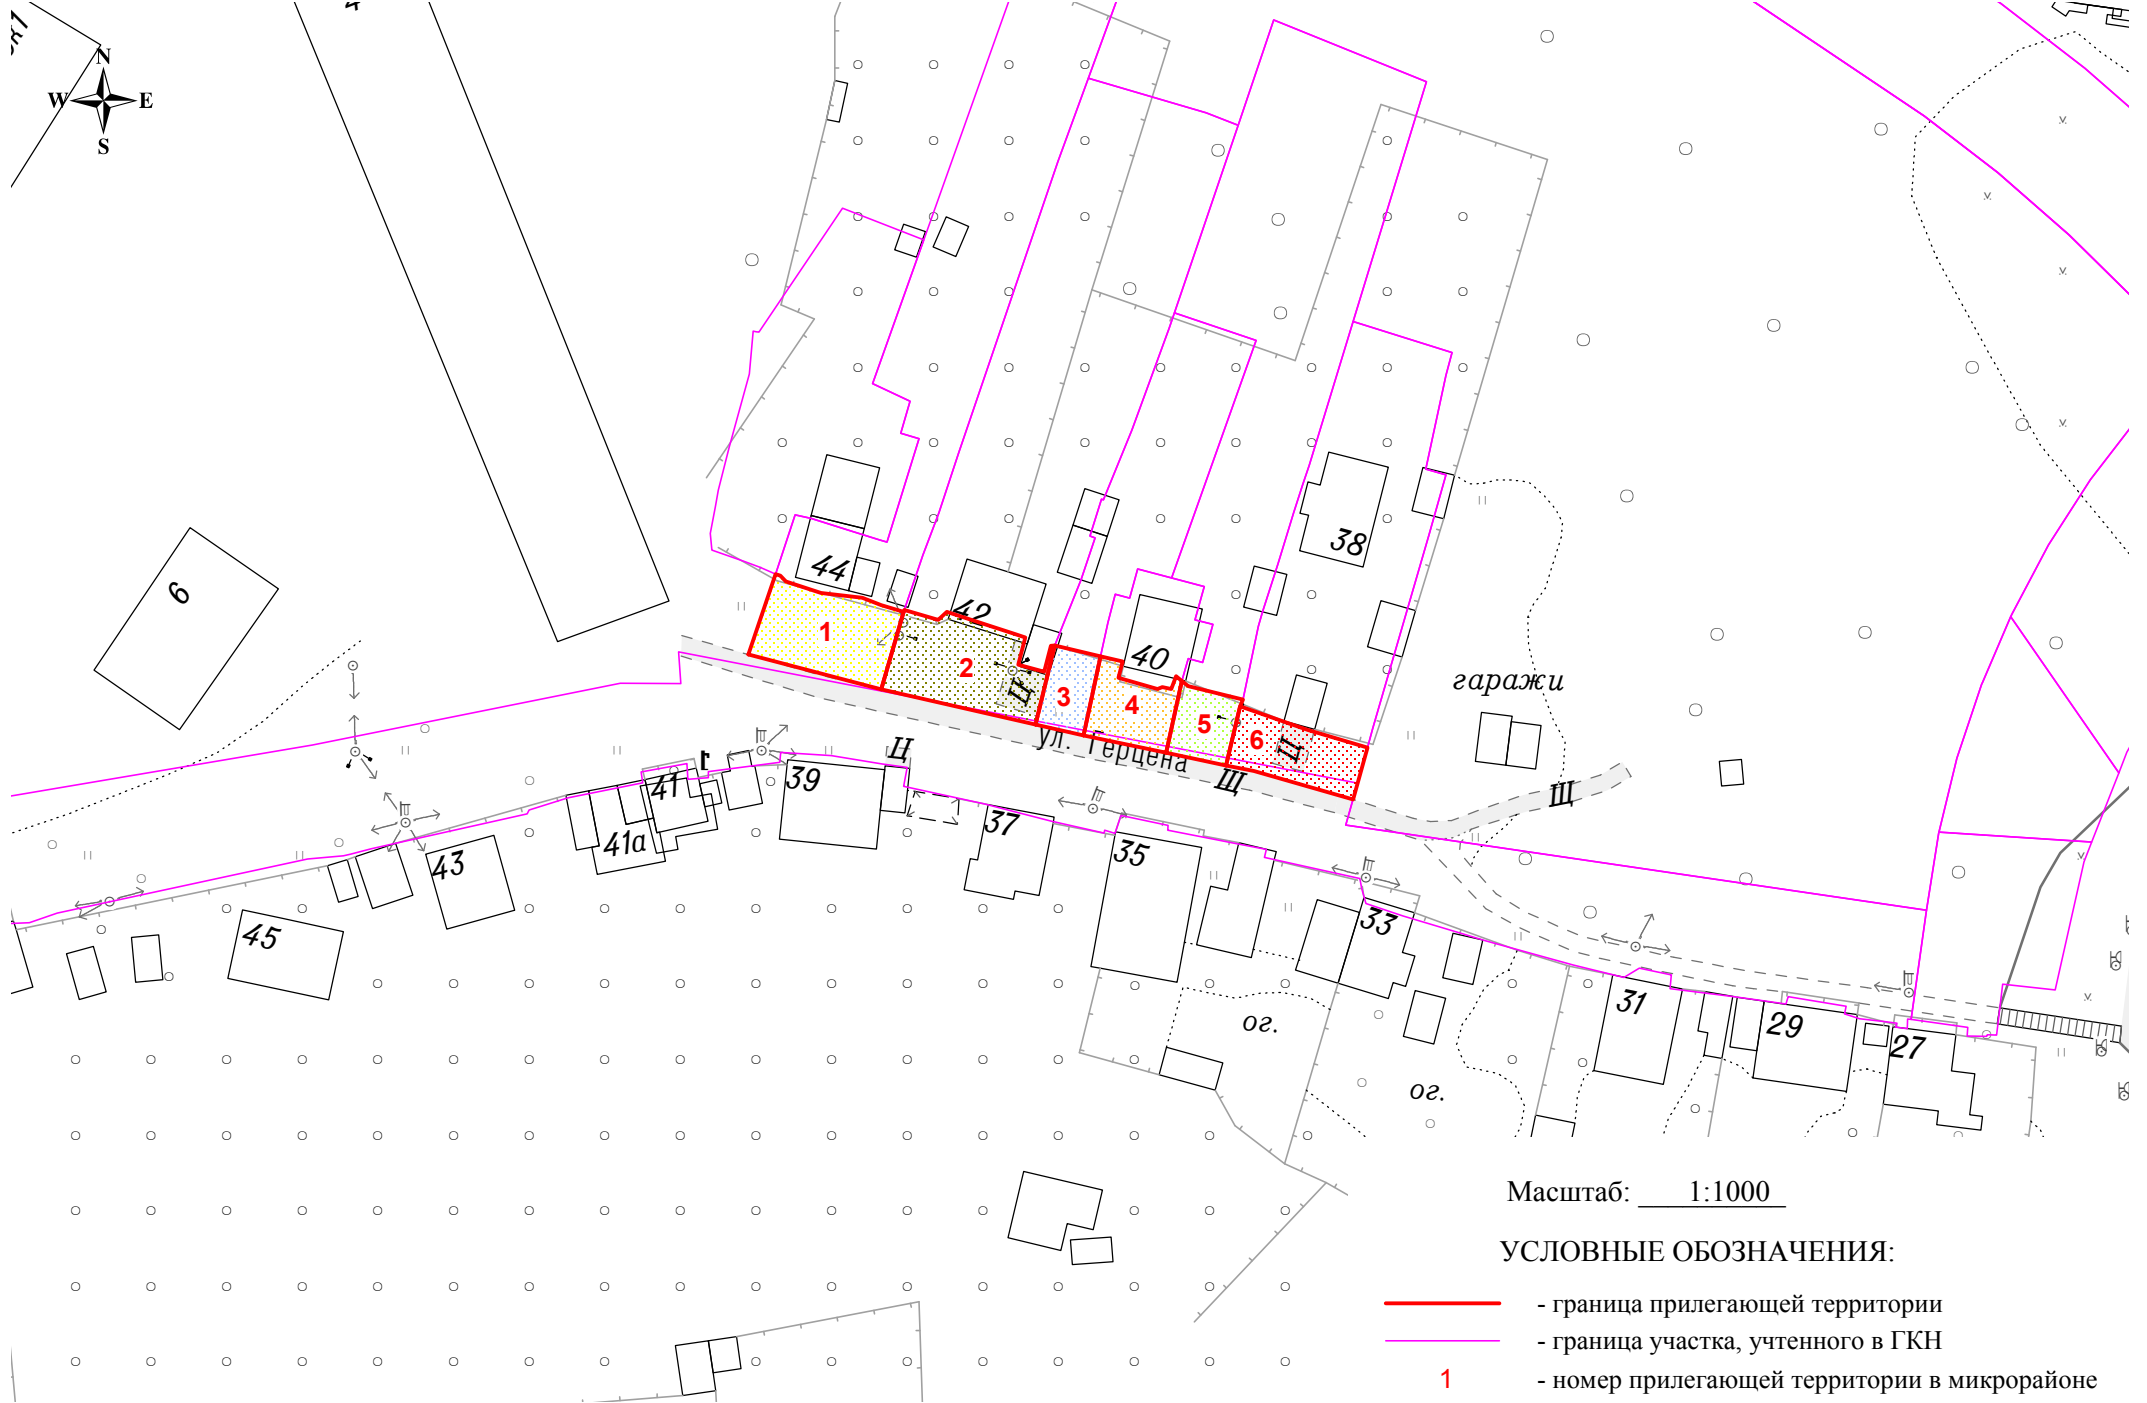 N
W E
S
6
44
42
38
40
1
2
3
4
5
6
Ц
Ц
ул. Герцена
Щ
Щ
гаражи
Ц
39
41
41а
43
45
37
35
33
31
29
27
ог.
ог.
Масштаб: 1:1000
УСЛОВНЫЕ ОБОЗНАЧЕНИЯ:
- граница прилегающей территории
- граница участка, учтенного в ГКН
1 - номер прилегающей территории в микрорайоне